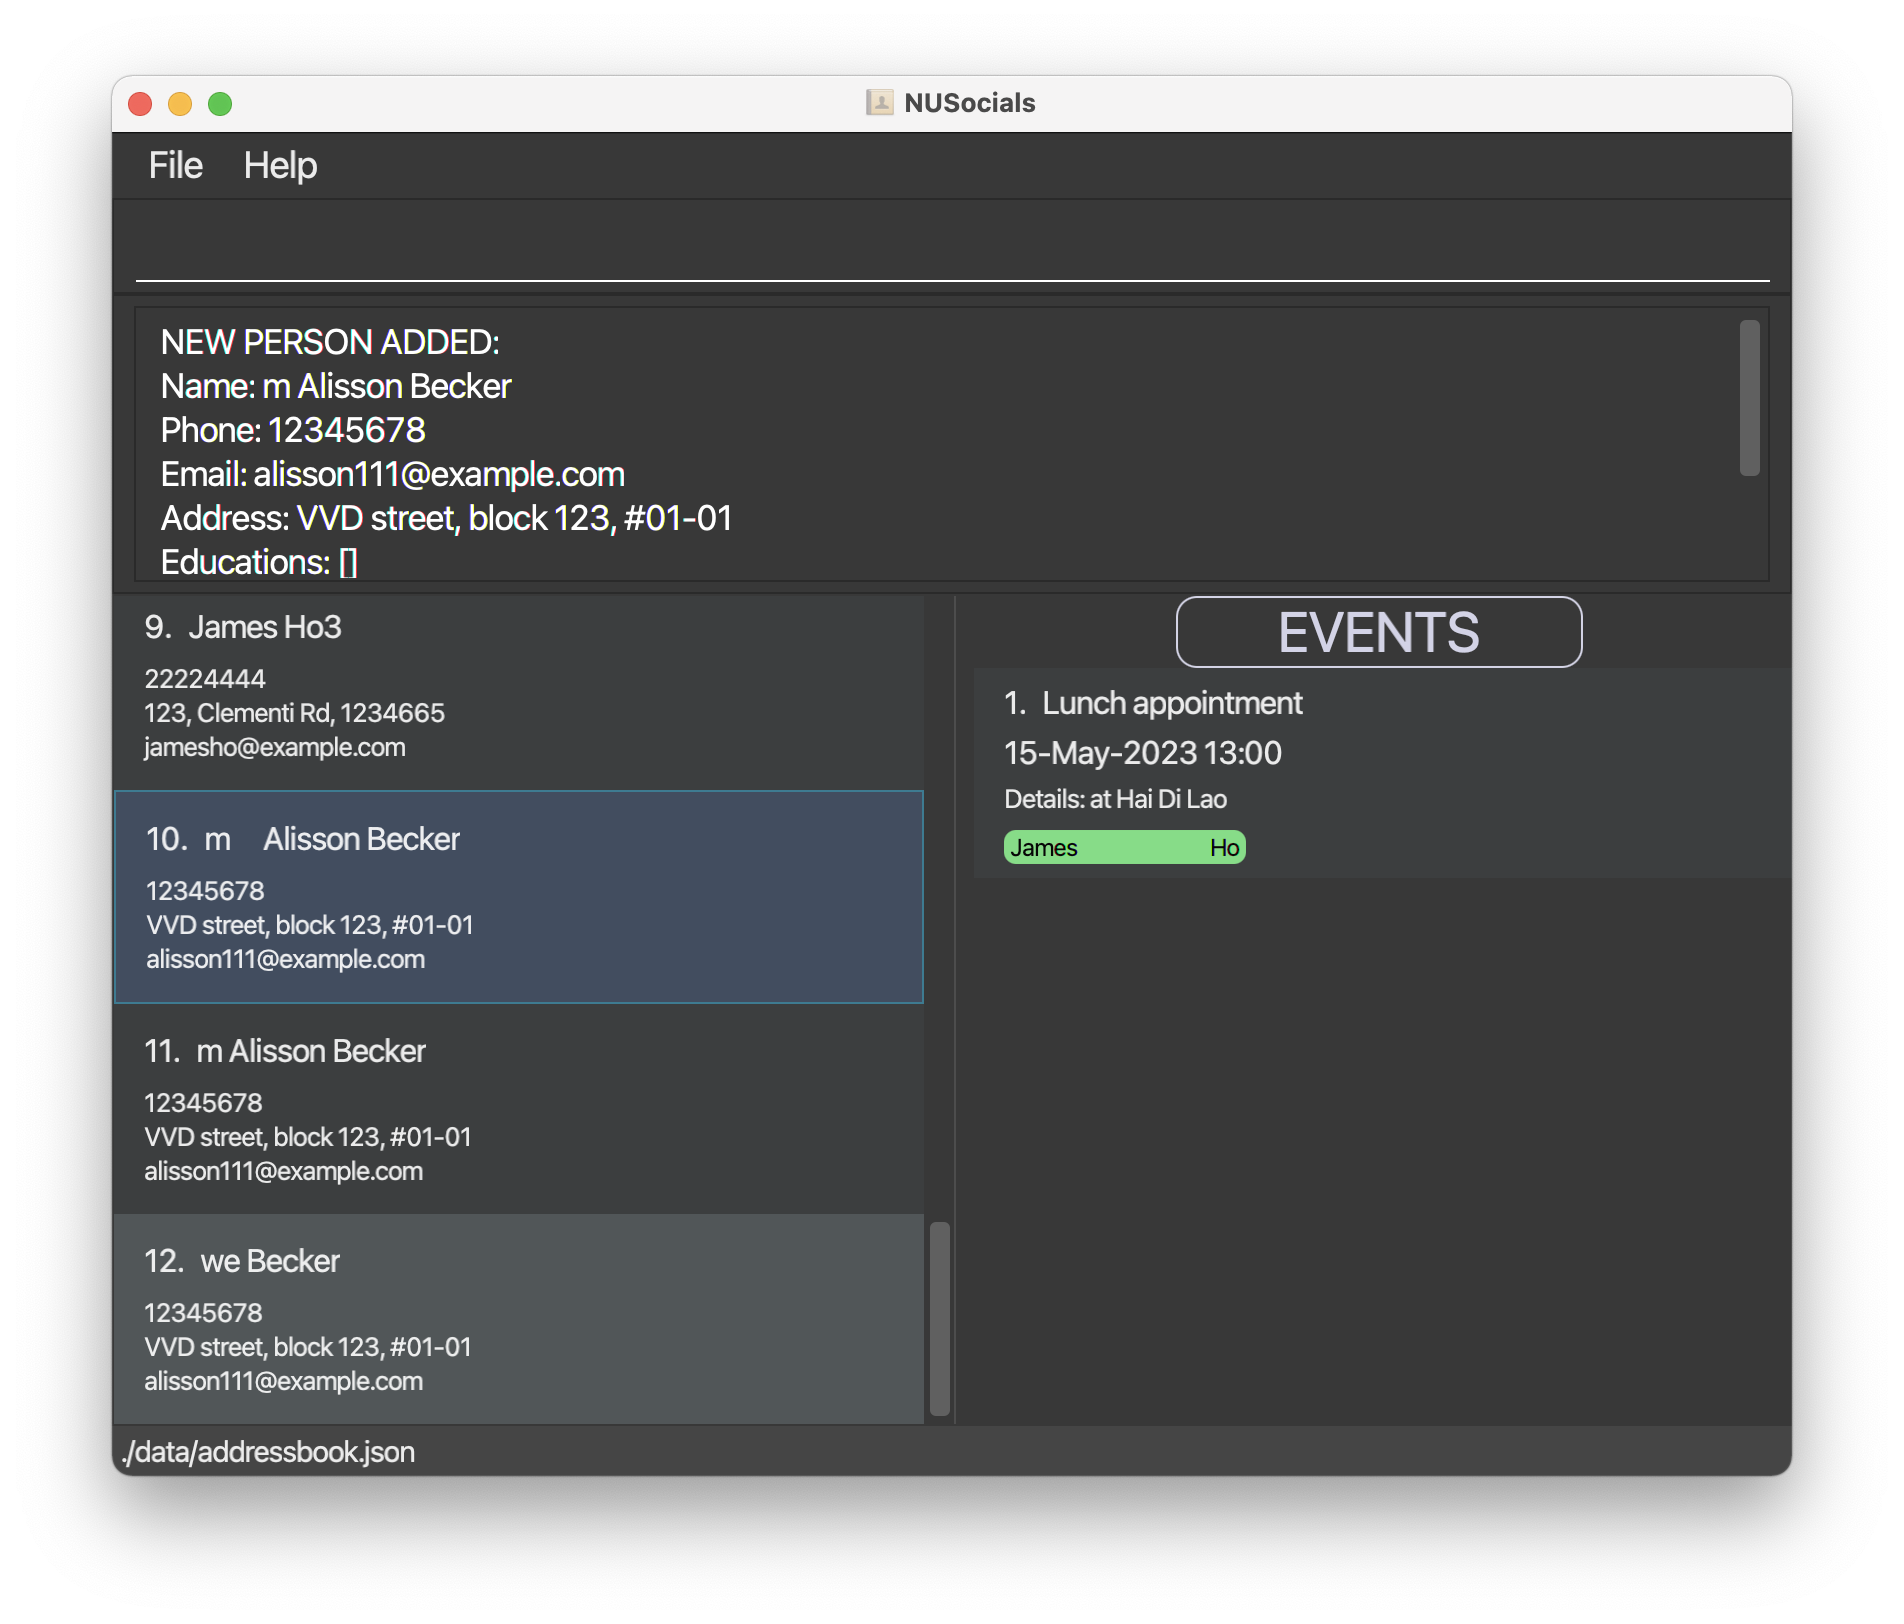 NUSocials
File Help
NEW PERSON ADDED:
Name: m Alisson Becker
Phone: 12345678
Email: alisson111@example.com
Address: VVD street, block 123, #01-01
Educations: []
9. James Ho3
22224444
123, Clementi Rd, 1234665
jamesho@example.com
10. m    Alisson Becker
12345678
VVD street, block 123, #01-01
alisson111@example.com
11. m Alisson Becker
12345678
VVD street, block 123, #01-01
alisson111@example.com
12. we Becker
12345678
VVD street, block 123, #01-01
alisson111@example.com
EVENTS
1. Lunch appointment
15-May-2023 13:00
Details: at Hai Di Lao
James                Ho
./data/addressbook.json